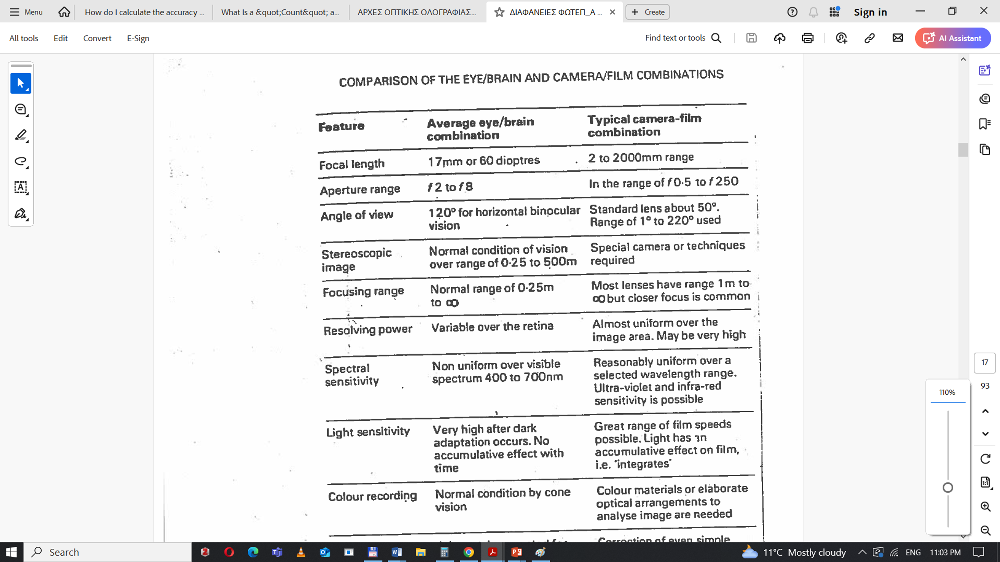 Menu
How do I calculate the accuracy ...
What Is a &quot;Count&quot; a...
ΑΡΧΕΣ ΟΠΤΙΚΗΣ ΟΛΟΓΡΑΦΙΑΣ...
ΔΙΑΦΑΝΕΙΕΣ ΦΩΤΕΠ_Α ...
Create
Sign in
All tools
Edit
Convert
E-Sign
Find text or tools
AI Assistant
COMPARISON OF THE EYE/BRAIN AND CAMERA/FILM COMBINATIONS
Feature
Average eye/brain
combination
Typical camera-film
combination
Focal length
17mm or 60 dioptres
2 to 2000mm range
Aperture range
f 2 to f 8
In the range of f 0·5 to f 250
Angle of view
120° for horizontal binocular
vision
Standard lens about 50°.
Range of 1° to 220° used
Stereoscopic
image
Normal condition of vision
over range of 0·25 to 500m
Special camera or techniques
required
Focusing range
Normal range of 0·25m
to ∞
Most lenses have range 1m to
∞ but closer focus is common
Resolving power
Variable over the retina
Almost uniform over the
image area. May be very high
Spectral
sensitivity
Non uniform over visible
spectrum 400 to 700nm
Reasonably uniform over a
selected wavelength range.
Ultra-violet and infra-red
sensitivity is possible
Light sensitivity
Very high after dark
adaptation occurs. No
accumulative effect with
time
Great range of film speeds
possible. Light has an
accumulative effect on film,
i.e. 'integrates'
Colour recording
Normal condition by cone
vision
Colour materials or elaborate
optical arrangements to
analyse image are needed
Correction of even simple
17
93
110%
Search
11°C Mostly cloudy
ENG
11:03 PM